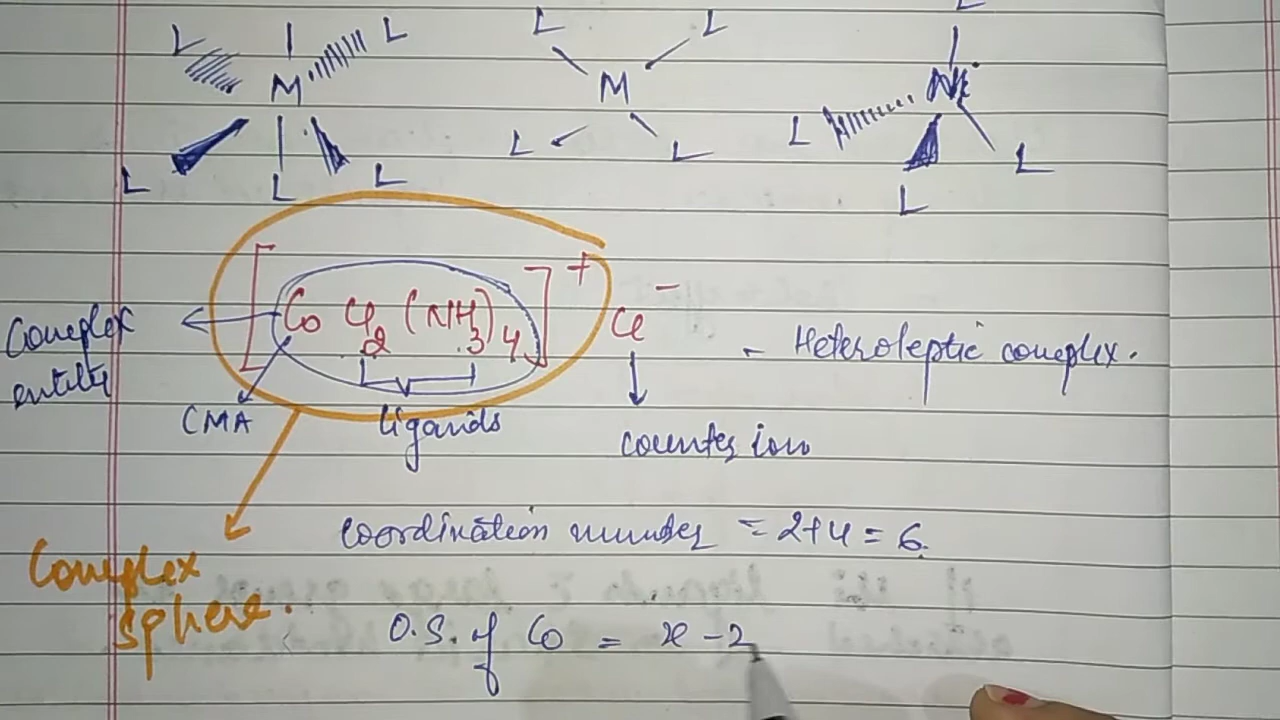 L
L L L L
M M Ni
L L L L
L L L L
[Co Cl2 (NH3)4]+ Cl-
Complex
entity
- Heteroleptic complex.
CMA
ligands
counter ion
coordination number = 2+4 = 6.
Complex
sphere.
O.S. of Co = x - 2